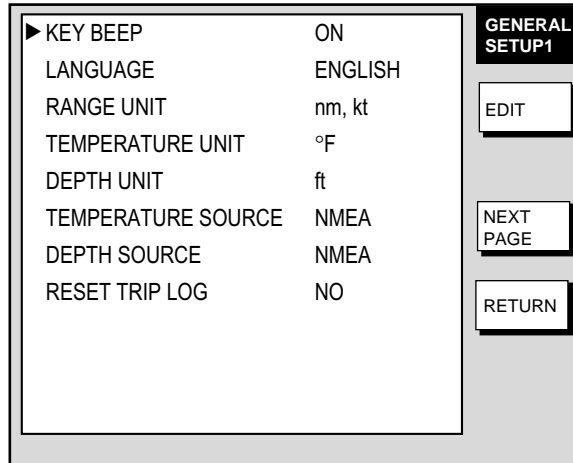 KEY BEEP ON
LANGUAGE ENGLISH
RANGE UNIT nm, kt
TEMPERATURE UNIT °F
DEPTH UNIT ft
TEMPERATURE SOURCE NMEA
DEPTH SOURCE NMEA
RESET TRIP LOG NO
GENERAL
SETUP1
EDIT
NEXT
PAGE
RETURN